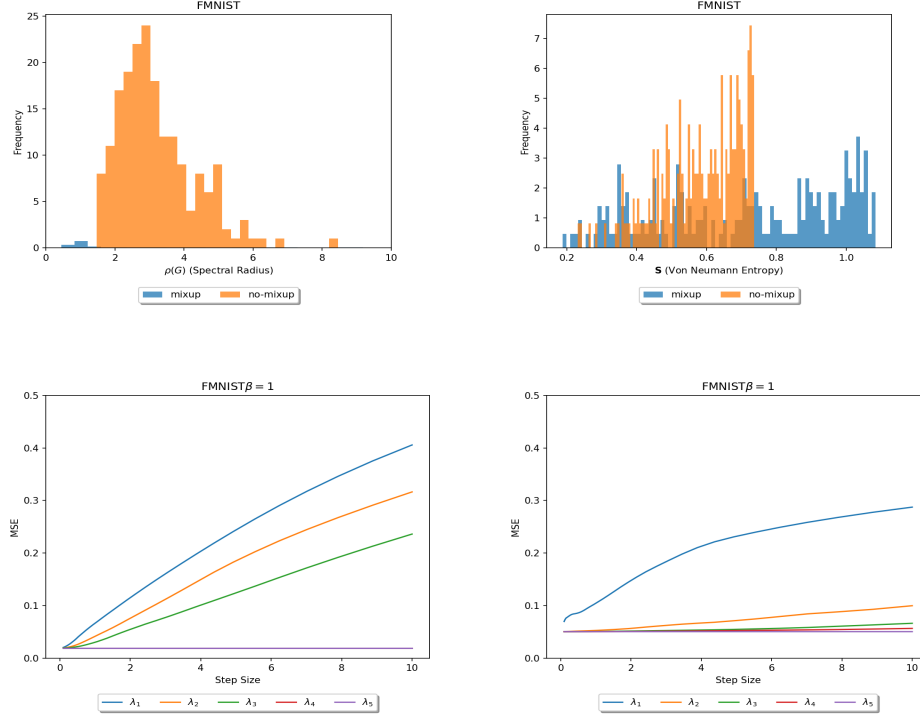 FMNIST
25
20
15
10
5
0
Frequency
0 2 4 6 8 10
ρ(G) (Spectral Radius)
mixup no-mixup
FMNIST
7
6
5
4
3
2
1
0
Frequency
0.2 0.4 0.6 0.8 1.0
S (Von Neumann Entropy)
mixup no-mixup
FMNISTβ = 1
0.5
0.4
0.3
0.2
0.1
0.0
MSE
0 2 4 6 8 10
Step Size
λ₁ λ₂ λ₃ λ₄ λ₅
FMNISTβ = 1
0.5
0.4
0.3
0.2
0.1
0.0
MSE
0 2 4 6 8 10
Step Size
λ₁ λ₂ λ₃ λ₄ λ₅